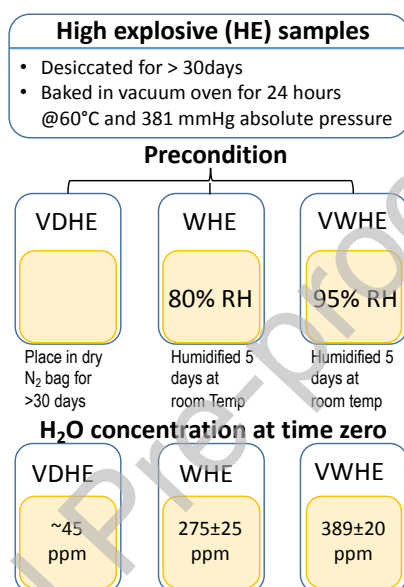 High explosive (HE) samples
• Desiccated for > 30days
• Baked in vacuum oven for 24 hours
@60°C and 381 mmHg absolute pressure
Precondition
VDHE WHE VWHE
80% RH 95% RH
Place in dry Humidified 5 Humidified 5
N₂ bag for days at days at
>30 days room Temp room temp
H₂O concentration at time zero
VDHE WHE VWHE
~45 275±25 389±20
ppm ppm ppm
Pre-proo